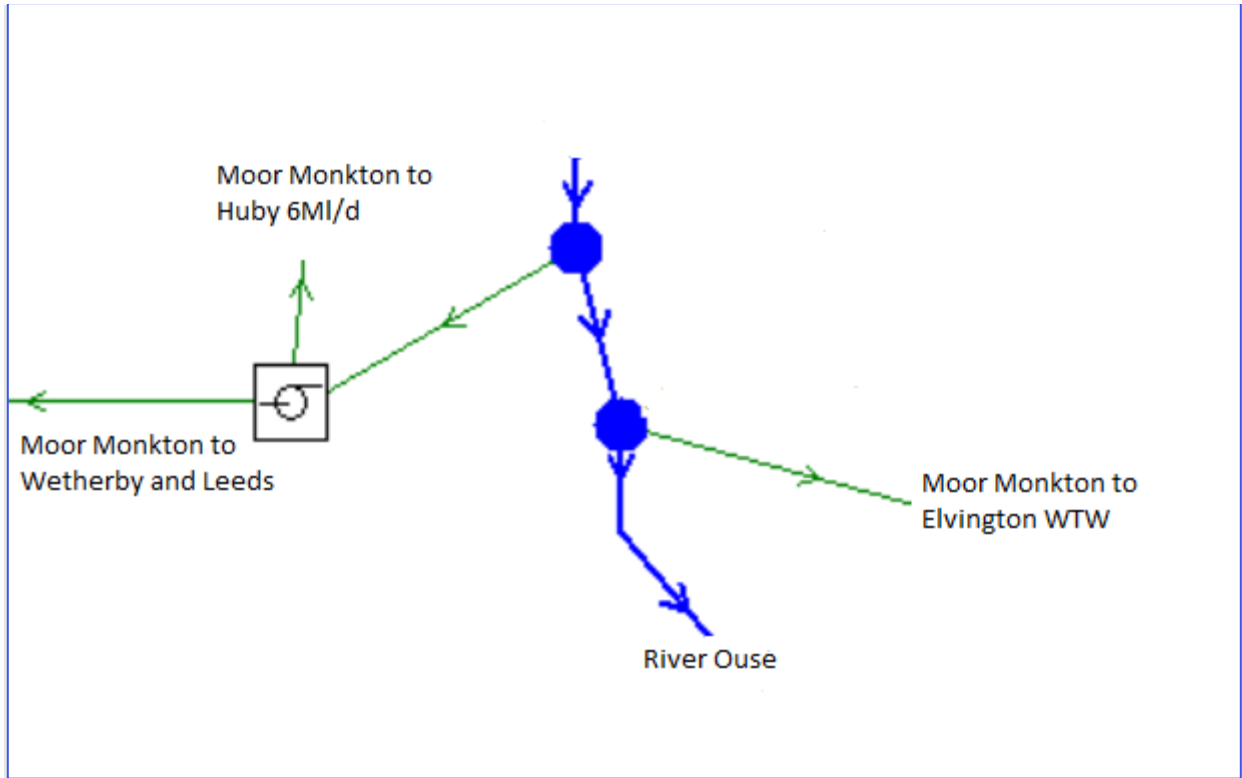 Moor Monkton to
Huby 6Ml/d
Moor Monkton to
Wetherby and Leeds
Moor Monkton to
Elvington WTW
River Ouse